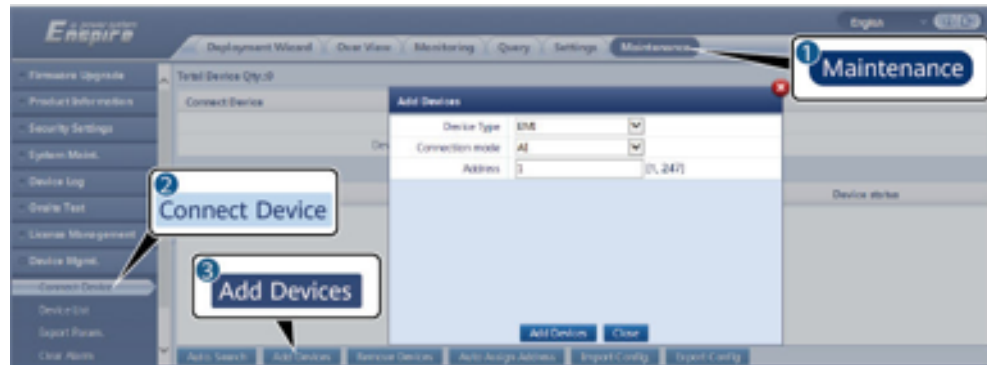 Enspire
English
Deployment Wizard
Over View
Monitoring
Query
Settings
Maintenance
1
Maintenance
Firmware Upgrade
Product Information
Security Settings
System Maint.
Device Log
Onsite Test
License Management
Device Mgmt.
Connect Device
Device List
Export Param.
Clear Alarm
Total Device Qty.:0
Connect Device
Add Devices
Device Type
EMI
Connection mode
AI
Address
1
[1, 247]
Device status
2
Connect Device
3
Add Devices
Add Devices
Close
Auto. Search
Add Devices
Remove Devices
Auto Assign Address
Import Config
Export Config